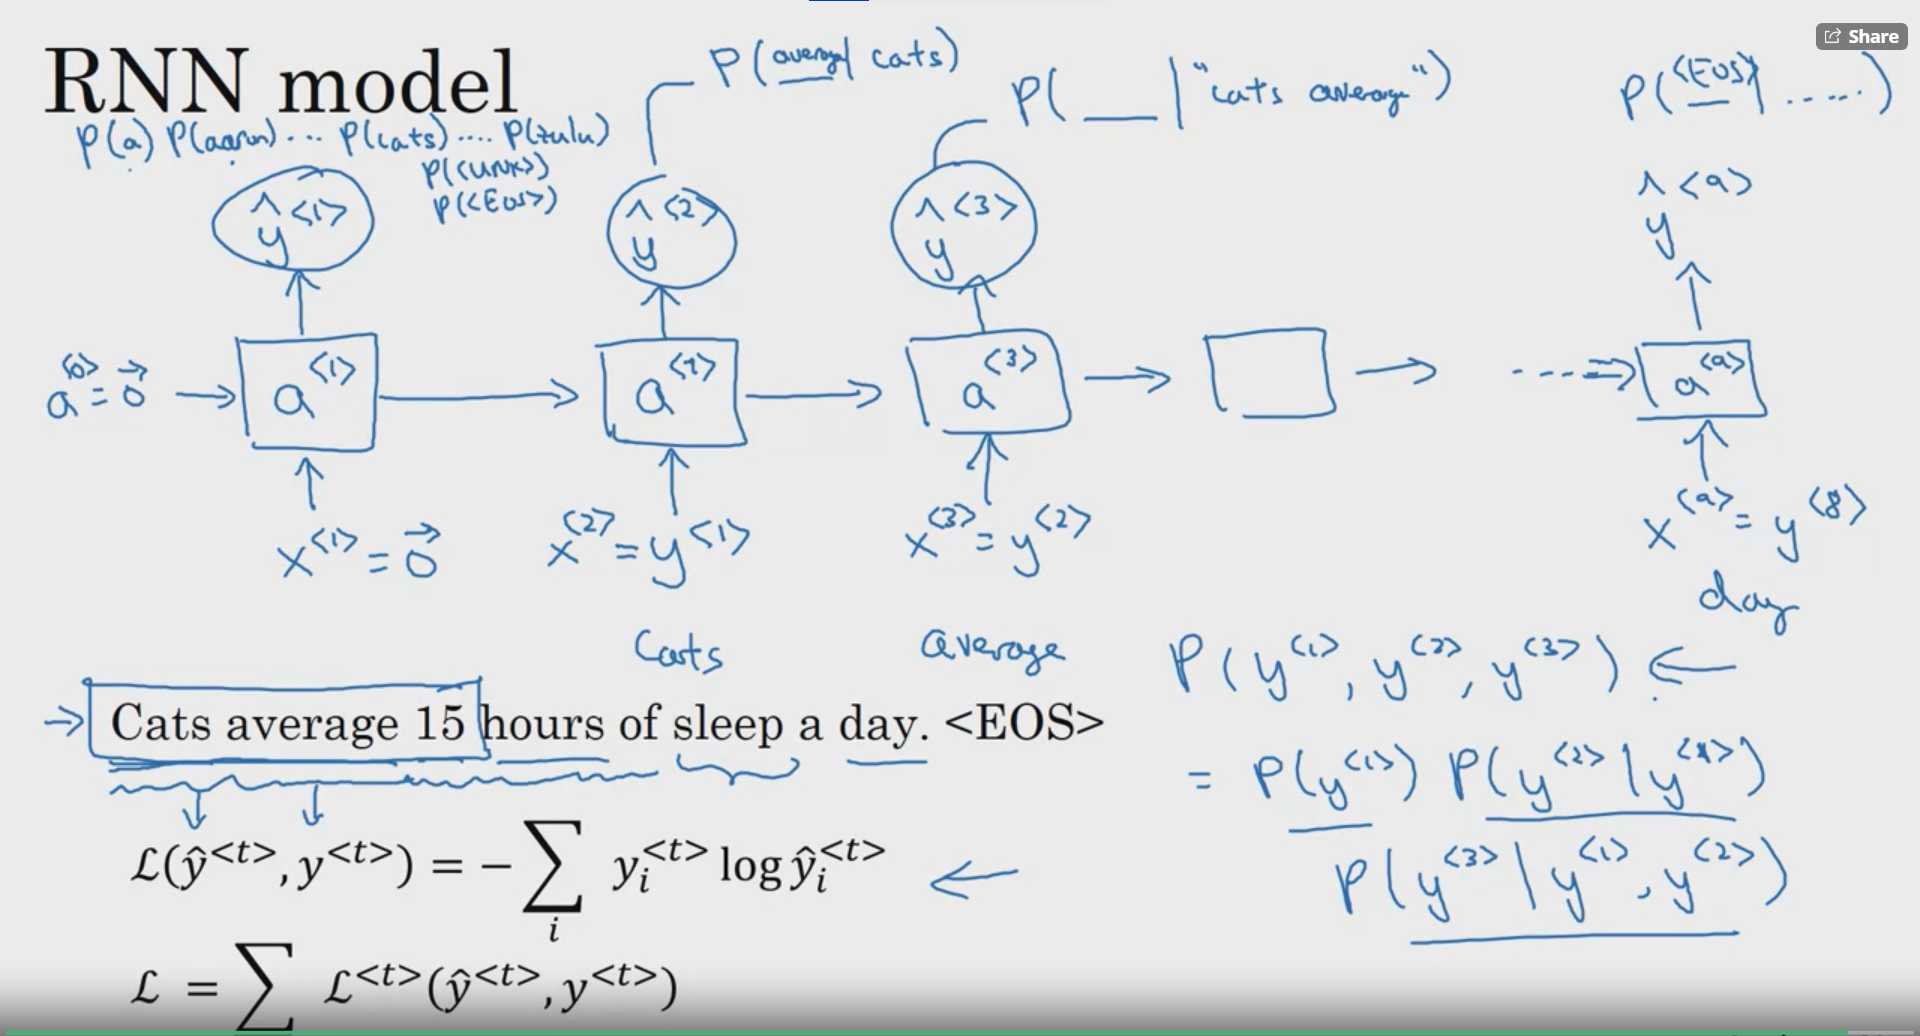 Share
RNN model
P(average | cats)
P( ___ | "cats average")
P(<EOS> | ......)
P(a) P(aaron) ... P(cats) .... P(zulu)
P(<UNK>)
P(<EOS>)
ŷ<1>
ŷ<2>
ŷ<3>
ŷ<9>
a<0> = 0⃗
a<1>
a<2>
a<3>
a<9>
x<1> = 0⃗
x<2> = y<1>
x<3> = y<2>
x<9> = y<8>
day
Cats
average
P(y<1>, y<2>, y<3>)
Cats average 15 hours of sleep a day. <EOS>
= P(y<1>) P(y<2> | y<1>)
P(y<3> | y<1>, y<2>)
ℒ(ŷ<t>, y<t>) = − ∑ᵢ yᵢ<t> log ŷᵢ<t>
ℒ = ∑ ℒ<t>(ŷ<t>, y<t>)